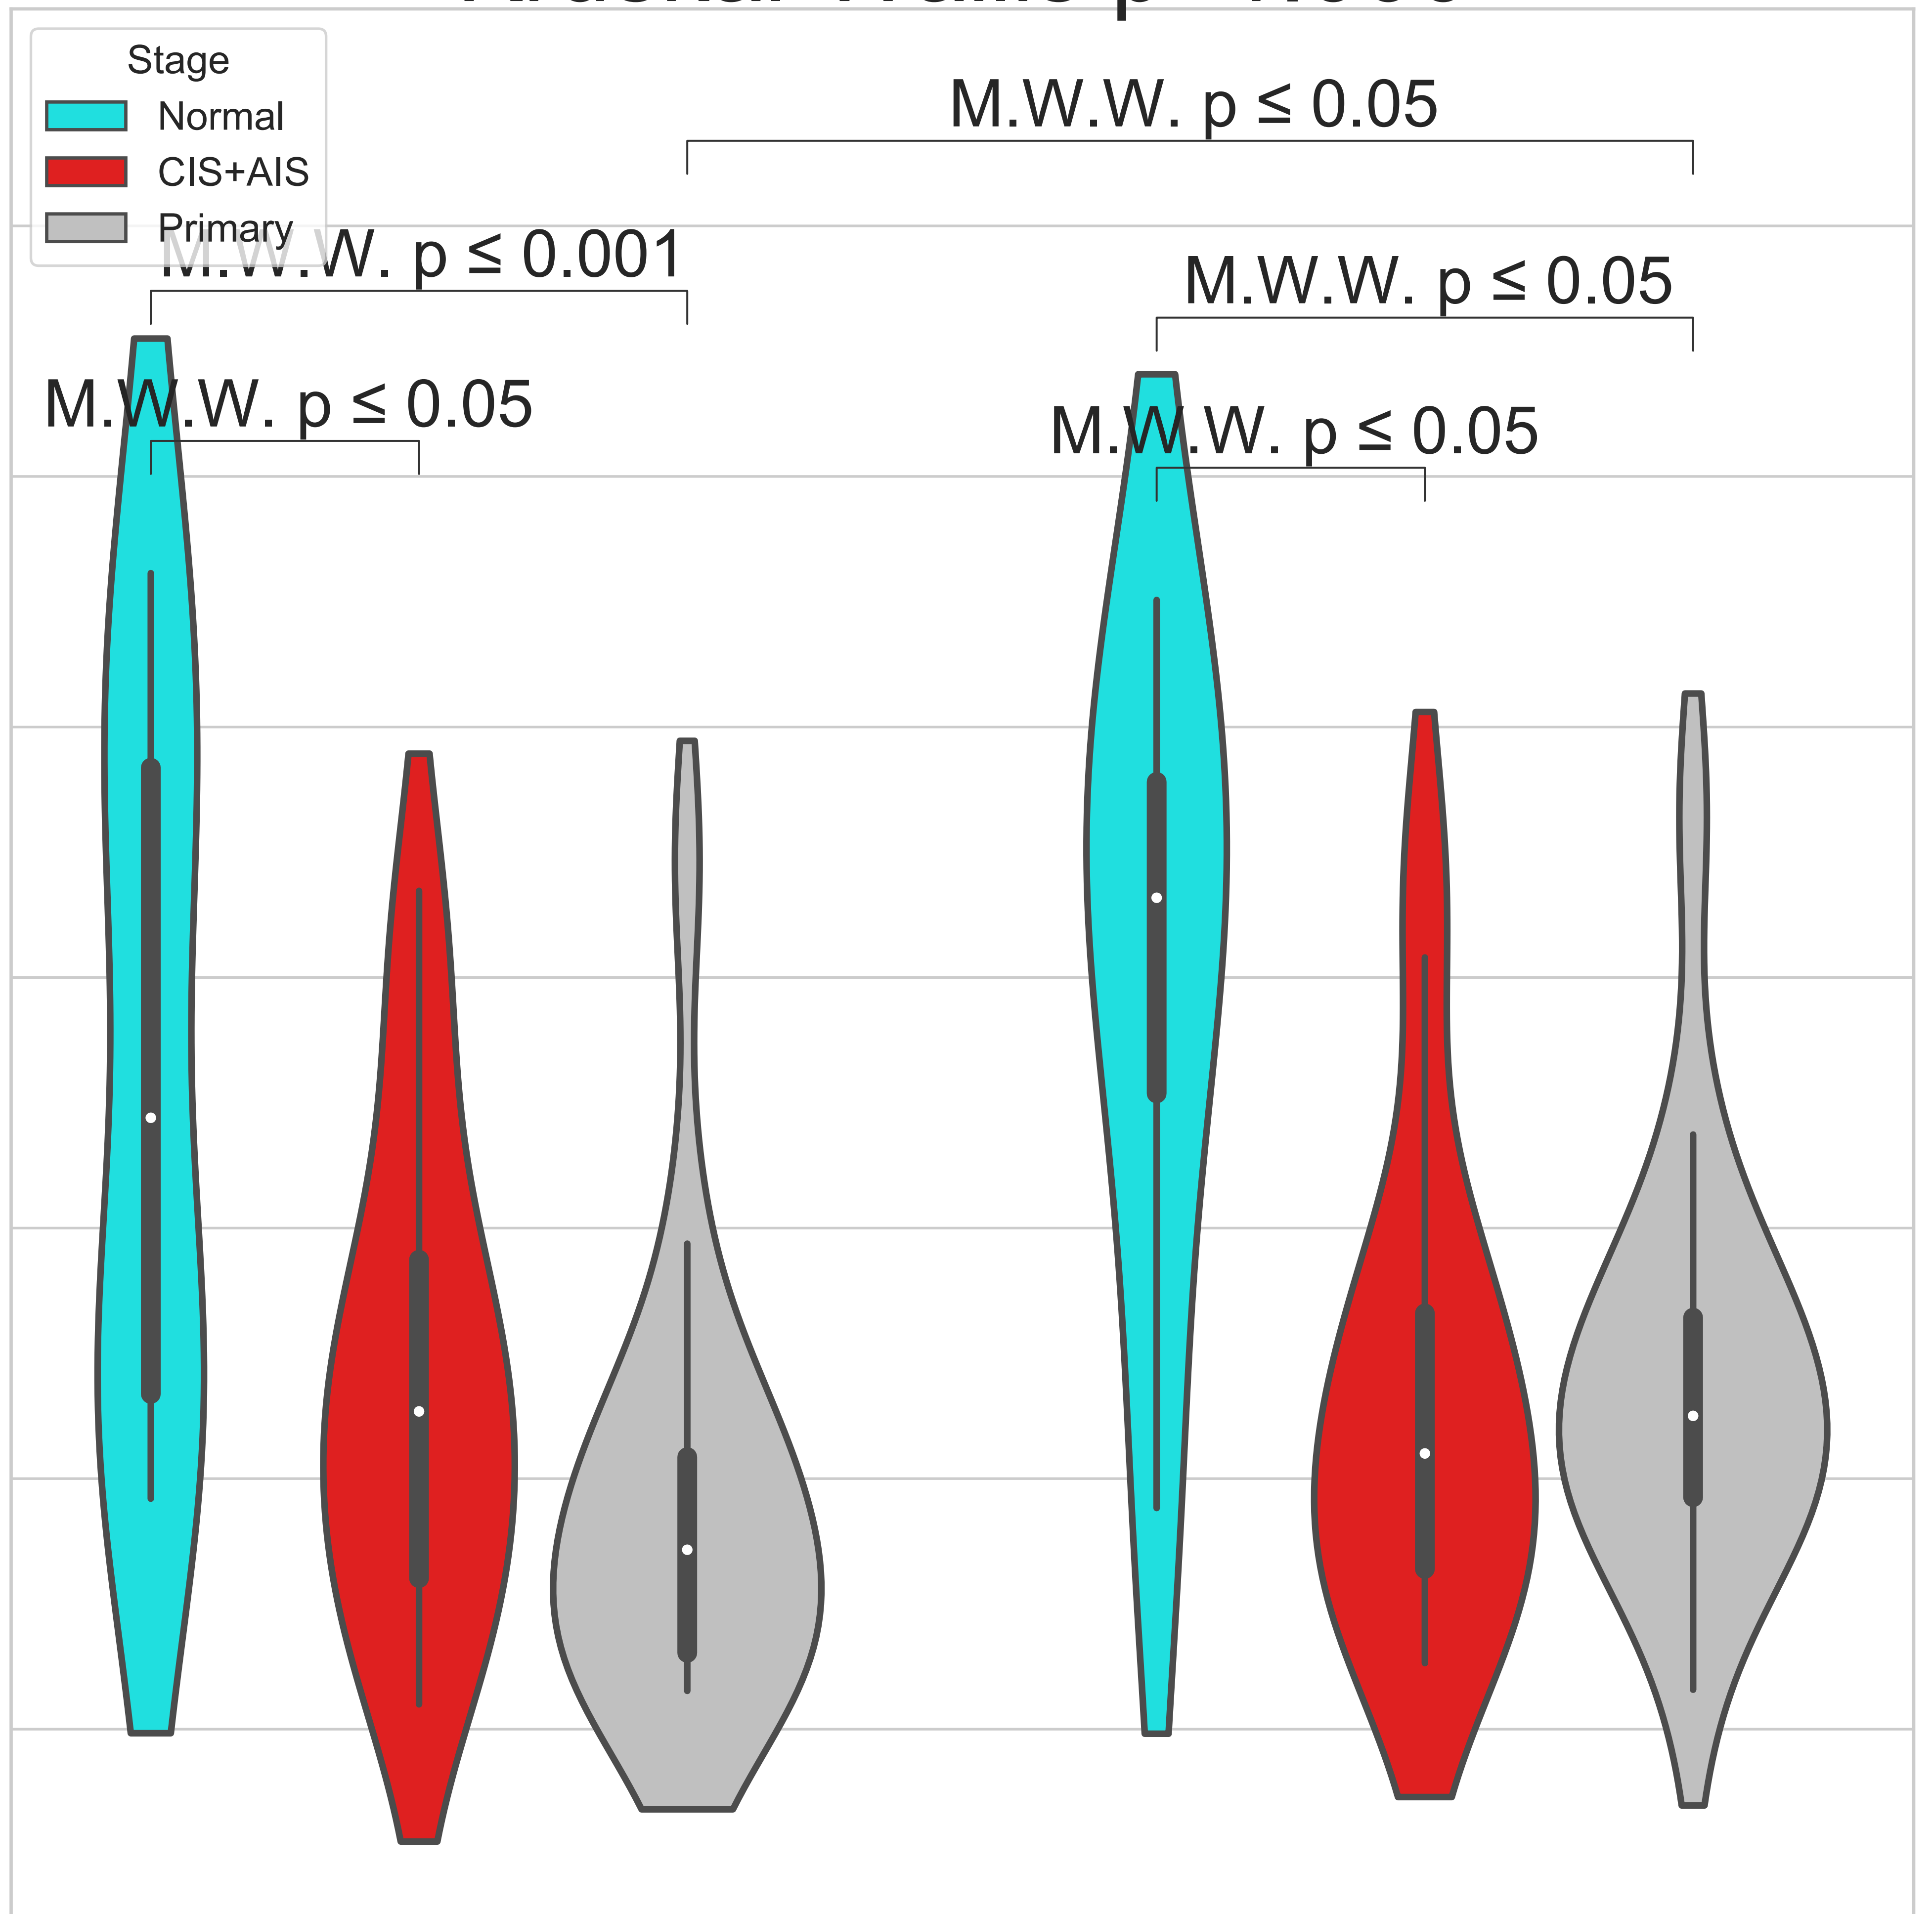 Stage
Normal
CIS+AIS
Primary
M.W.W. p ≤ 0.05
M.W.W. p ≤ 0.001
M.W.W. p ≤ 0.05
M.W.W. p ≤ 0.05
M.W.W. p ≤ 0.05